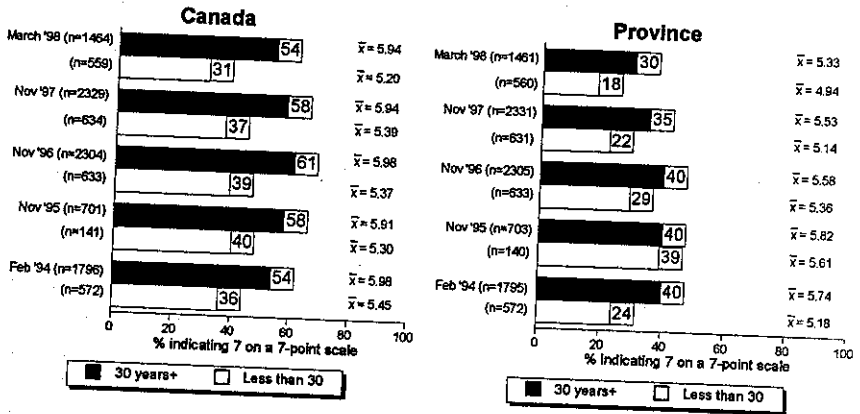 Canada
March '98 (n=1464) 54 x̄ = 5.94
(n=559) 31 x̄ = 5.20
Nov '97 (n=2329) 58 x̄ = 5.94
(n=634) 37 x̄ = 5.39
Nov '96 (n=2304) 61 x̄ = 5.98
(n=633) 39 x̄ = 5.37
Nov '95 (n=701) 58 x̄ = 5.91
(n=141) 40 x̄ = 5.30
Feb '94 (n=1796) 54 x̄ = 5.98
(n=572) 36 x̄ = 5.45
0 20 40 60 80 100
% indicating 7 on a 7-point scale
30 years+ Less than 30
Province
March '98 (n=1461) 30 x̄ = 5.33
(n=560) 18 x̄ = 4.94
Nov '97 (n=2331) 35 x̄ = 5.53
(n=631) 22 x̄ = 5.14
Nov '96 (n=2305) 40 x̄ = 5.58
(n=633) 29 x̄ = 5.36
Nov '95 (n=703) 40 x̄ = 5.82
(n=140) 39 x̄ = 5.61
Feb '94 (n=1795) 40 x̄ = 5.74
(n=572) 24 x̄ = 5.18
0 20 40 60 80 100
% indicating 7 on a 7-point scale
30 years+ Less than 30